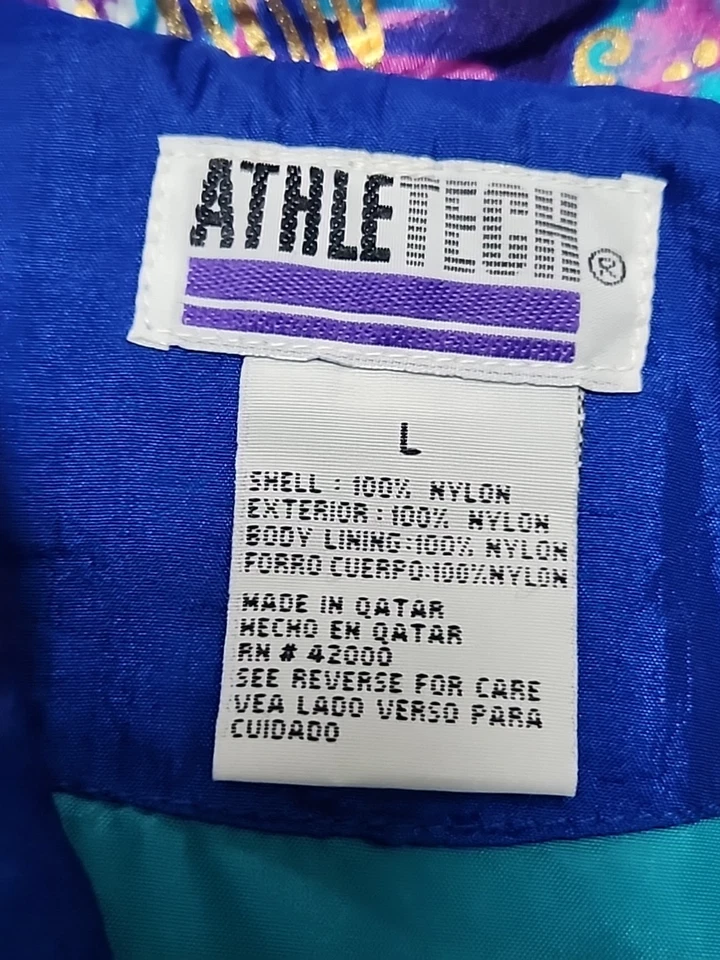 ATHLETECH®
L
SHELL : 100% NYLON
EXTERIOR : 100% NYLON
BODY LINING:100% NYLON
FORRO CUERPO:100%NYLON
MADE IN QATAR
HECHO EN QATAR
RN # 42000
SEE REVERSE FOR CARE
VEA LADO VERSO PARA
CUIDADO